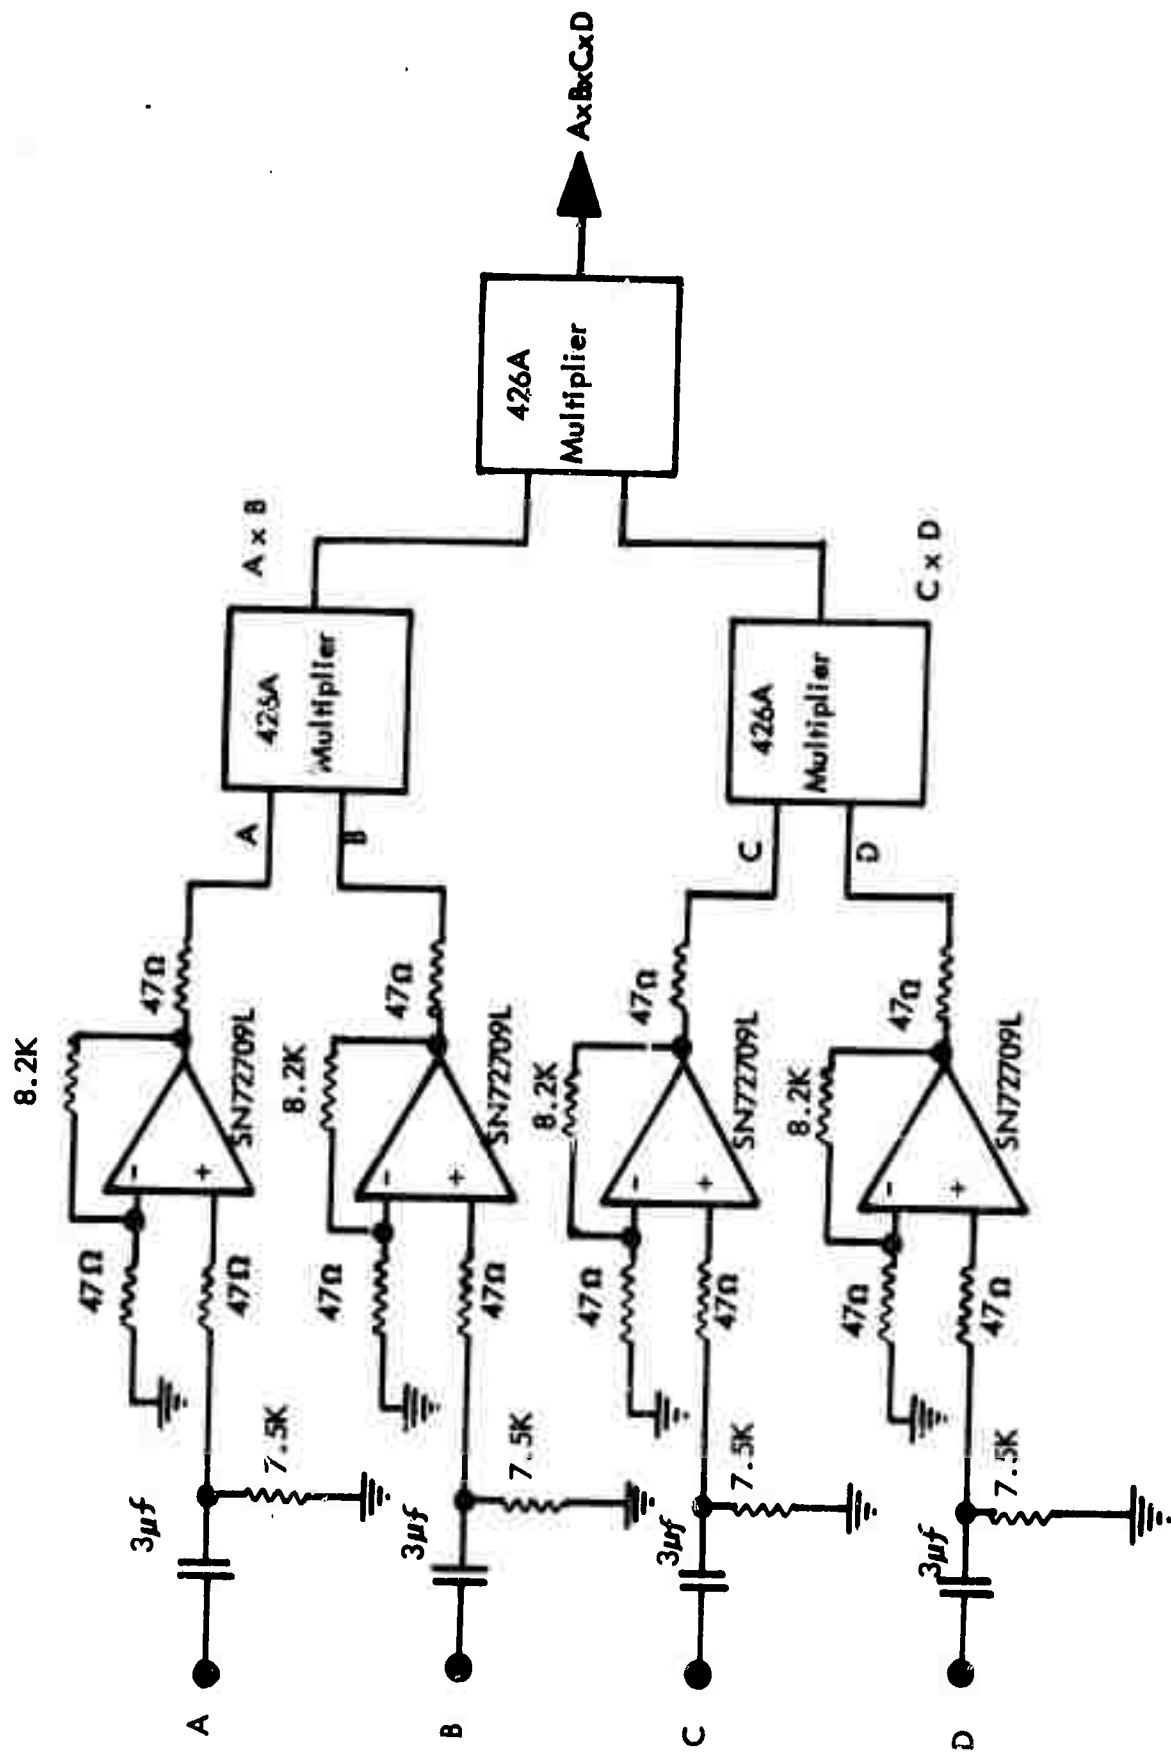 8.2K
47Ω
47Ω
47Ω
-
+
SN72709L
3μf
7.5K
A
A
8.2K
47Ω
47Ω
47Ω
-
+
SN72709L
3μf
7.5K
B
B
426A
Multiplier
A x B
8.2K
47Ω
47Ω
47Ω
-
+
SN72709L
3μf
7.5K
C
C
8.2K
47Ω
47Ω
47Ω
-
+
SN72709L
3μf
7.5K
D
D
426A
Multiplier
C x D
426A
Multiplier
AxBxCxD